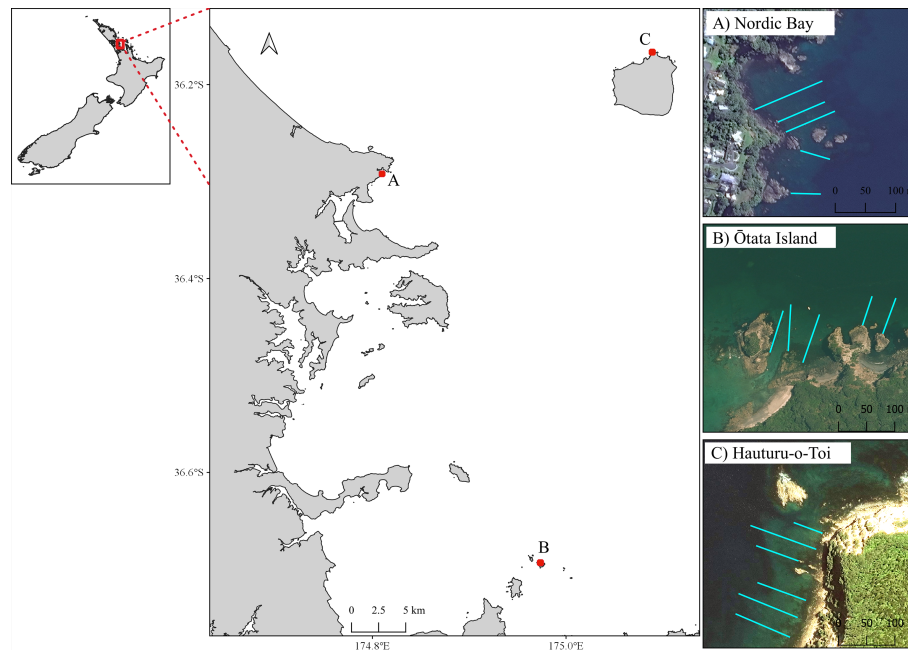 C
36.2°S
A
36.4°S
36.6°S
B
0 2.5 5 km
174.8°E
175.0°E
A) Nordic Bay
0 50 100
B) Ōtata Island
0 50 100
C) Hauturu-o-Toi
0 50 100